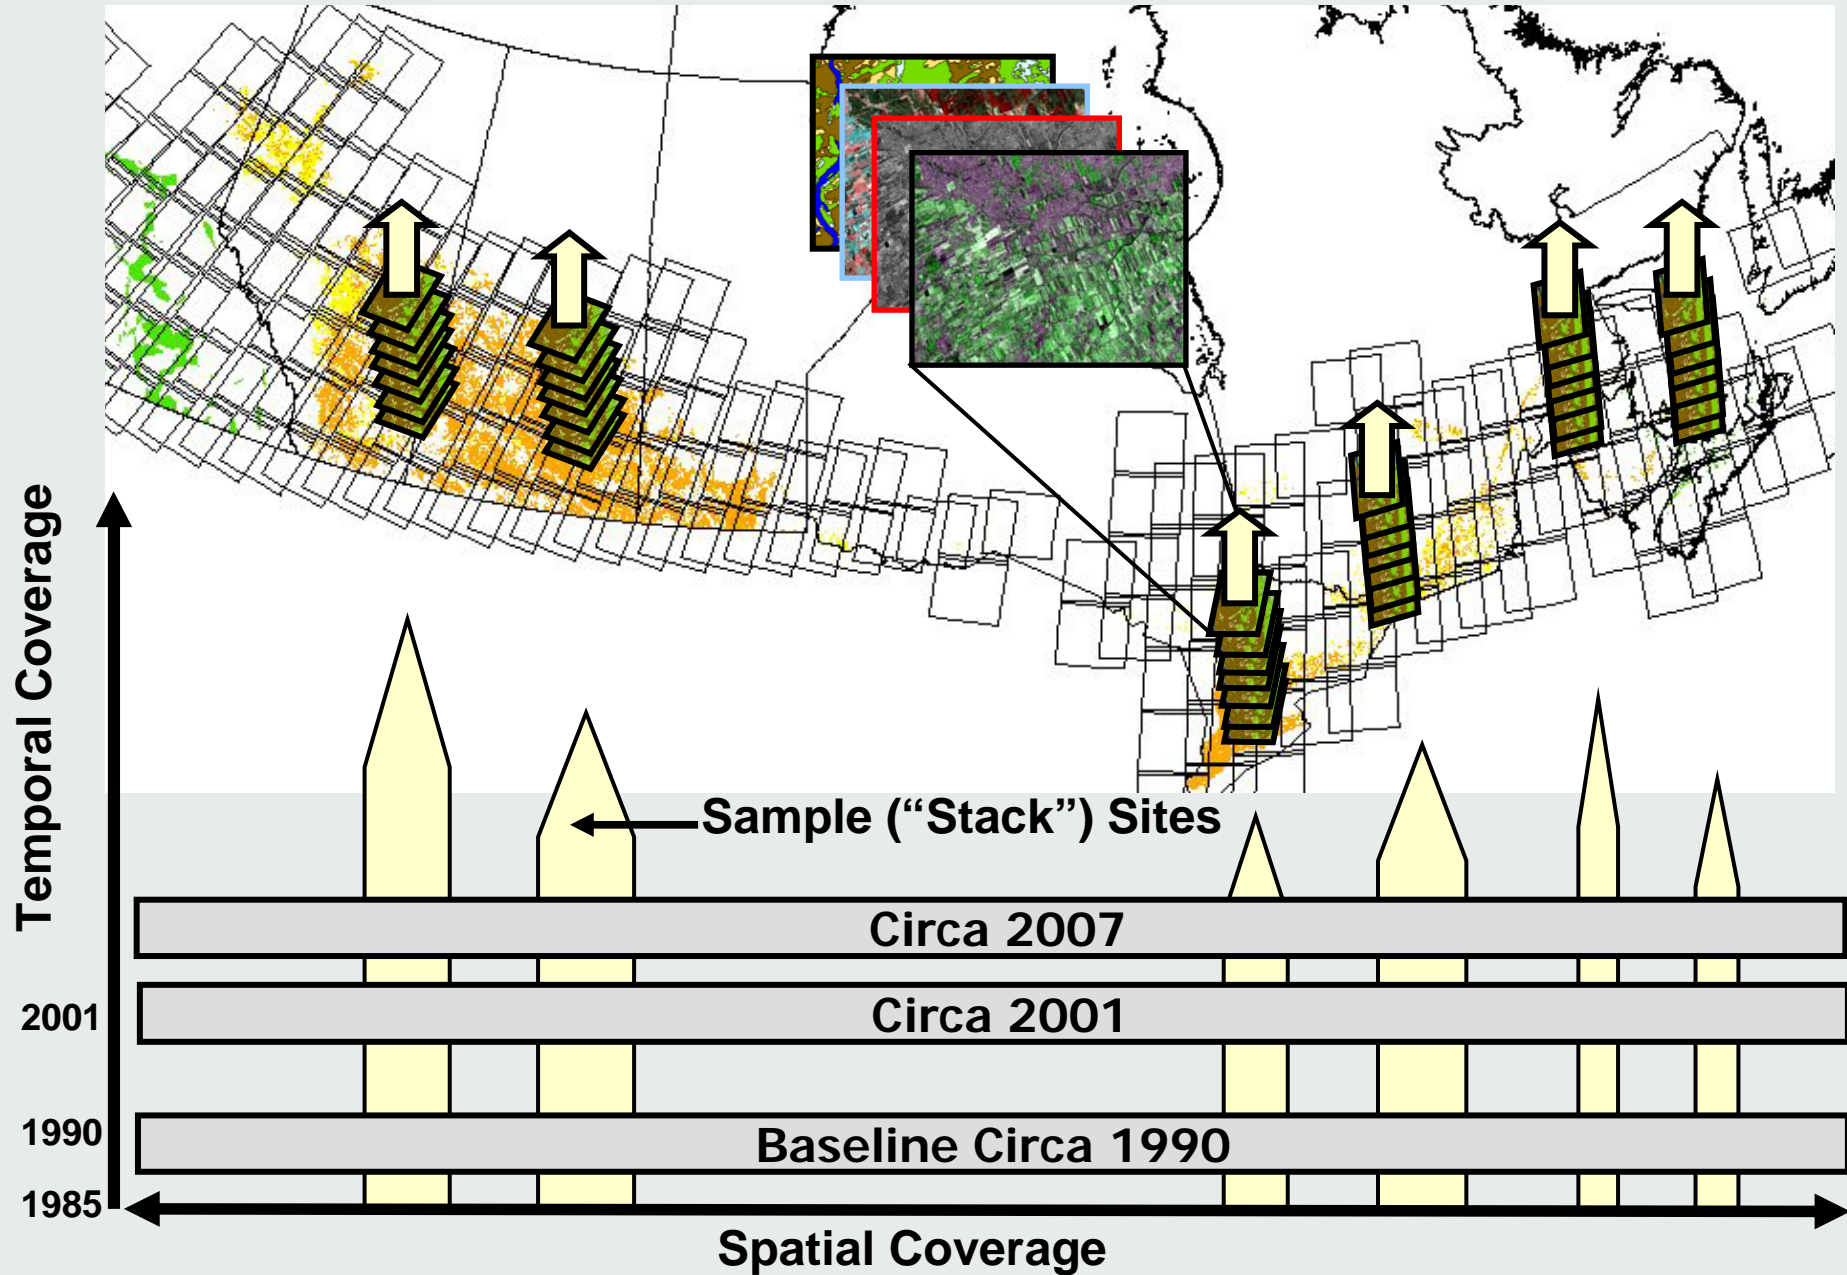 Temporal Coverage
Sample (“Stack”) Sites
Circa 2007
2001
Circa 2001
1990
Baseline Circa 1990
1985
Spatial Coverage